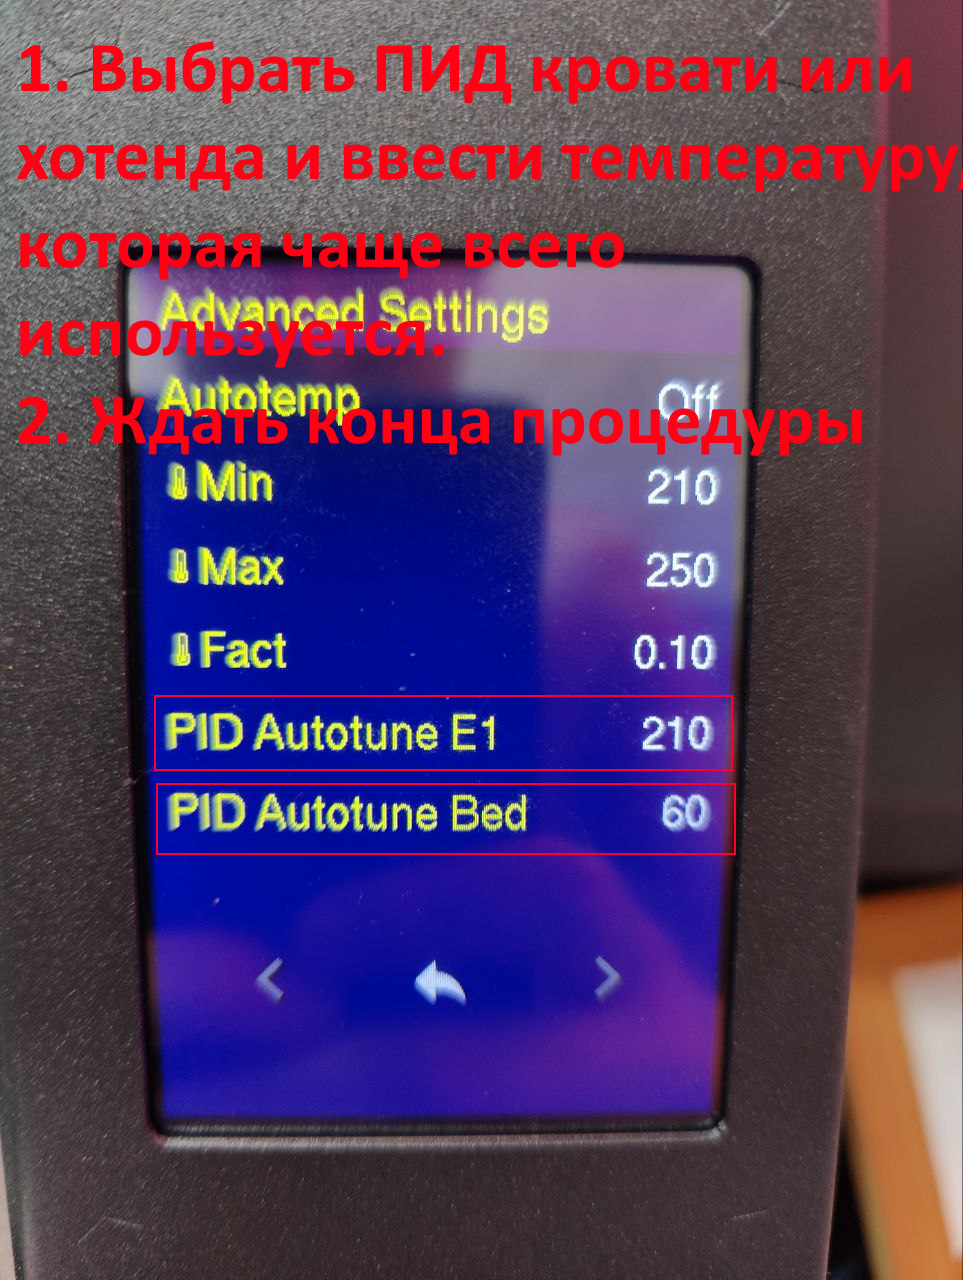 1. Выбрать ПИД кровати или
хотенда и ввести температуру,
которая чаще всего
используется.
2. Ждать конца процедуры
Advanced Settings
Autotemp Off
Min 210
Max 250
Fact 0.10
PID Autotune E1 210
PID Autotune Bed 60